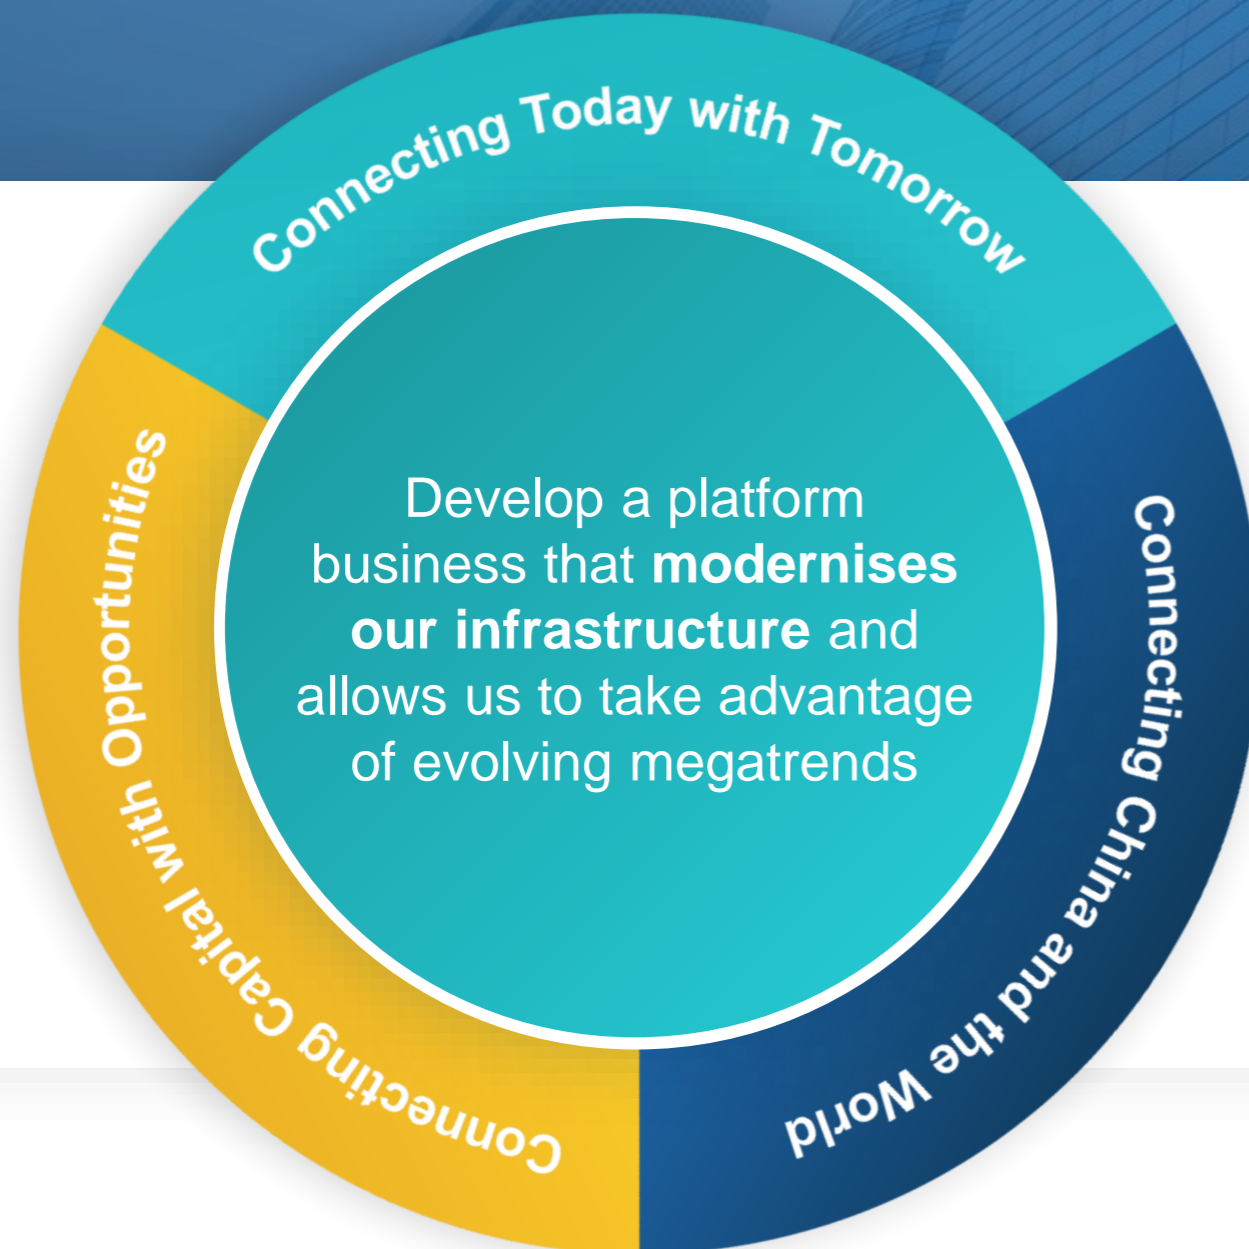 Connecting Today with Tomorrow
Connecting China and the World
Connecting Capital with Opportunities
Develop a platform
business that modernises
our infrastructure and
allows us to take advantage
of evolving megatrends